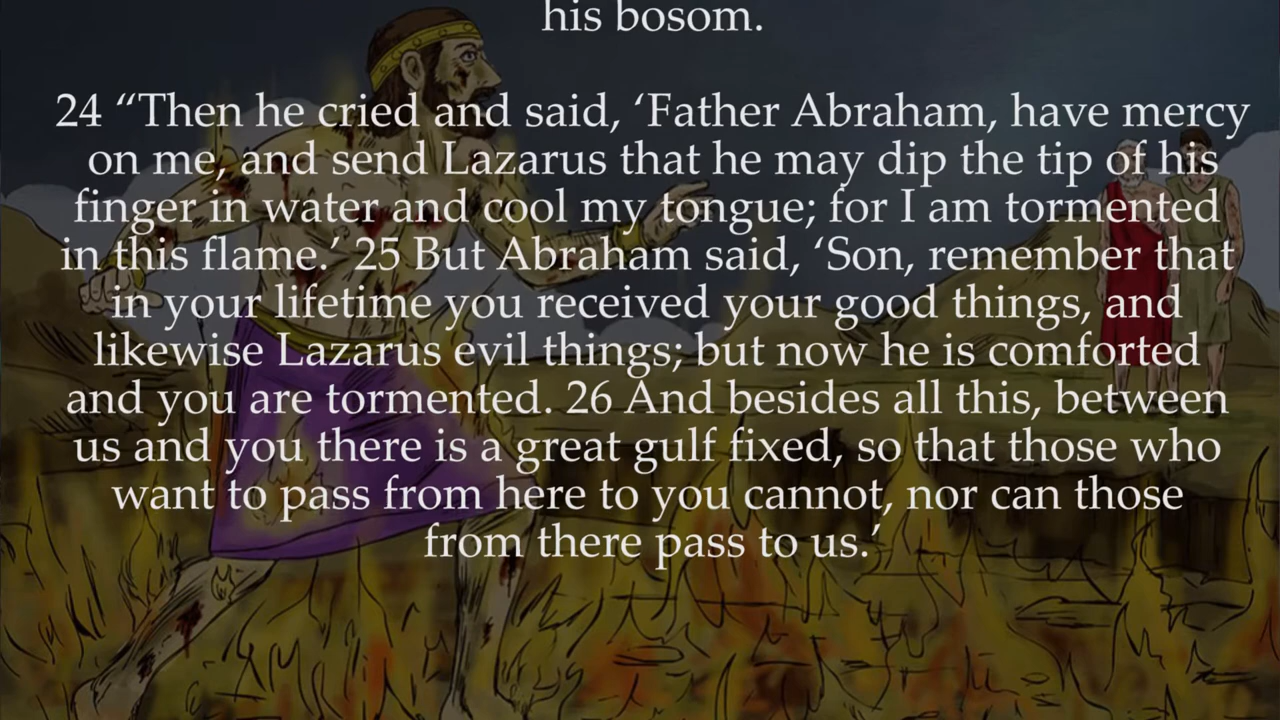 his bosom.
24 “Then he cried and said, ‘Father Abraham, have mercy
on me, and send Lazarus that he may dip the tip of his
finger in water and cool my tongue; for I am tormented
in this flame.’ 25 But Abraham said, ‘Son, remember that
in your lifetime you received your good things, and
likewise Lazarus evil things; but now he is comforted
and you are tormented. 26 And besides all this, between
us and you there is a great gulf fixed, so that those who
want to pass from here to you cannot, nor can those
from there pass to us.’